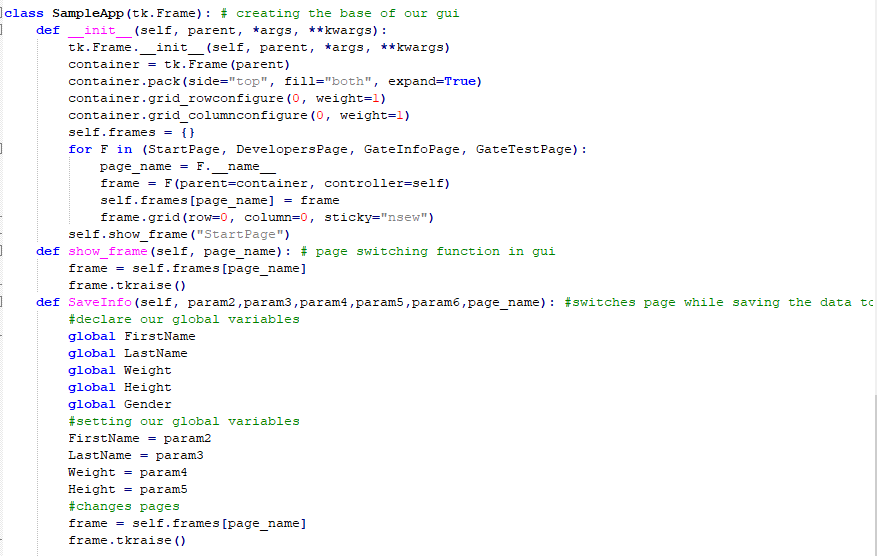 class SampleApp(tk.Frame): # creating the base of our gui
    def __init__(self, parent, *args, **kwargs):
        tk.Frame.__init__(self, parent, *args, **kwargs)
        container = tk.Frame(parent)
        container.pack(side="top", fill="both", expand=True)
        container.grid_rowconfigure(0, weight=1)
        container.grid_columnconfigure(0, weight=1)
        self.frames = {}
        for F in (StartPage, DevelopersPage, GateInfoPage, GateTestPage):
            page_name = F.__name__
            frame = F(parent=container, controller=self)
            self.frames[page_name] = frame
            frame.grid(row=0, column=0, sticky="nsew")
        self.show_frame("StartPage")
    def show_frame(self, page_name): # page switching function in gui
        frame = self.frames[page_name]
        frame.tkraise()
    def SaveInfo(self, param2,param3,param4,param5,param6,page_name): #switches page while saving the data to
        #declare our global variables
        global FirstName
        global LastName
        global Weight
        global Height
        global Gender
        #setting our global variables
        FirstName = param2
        LastName = param3
        Weight = param4
        Height = param5
        #changes pages
        frame = self.frames[page_name]
        frame.tkraise()